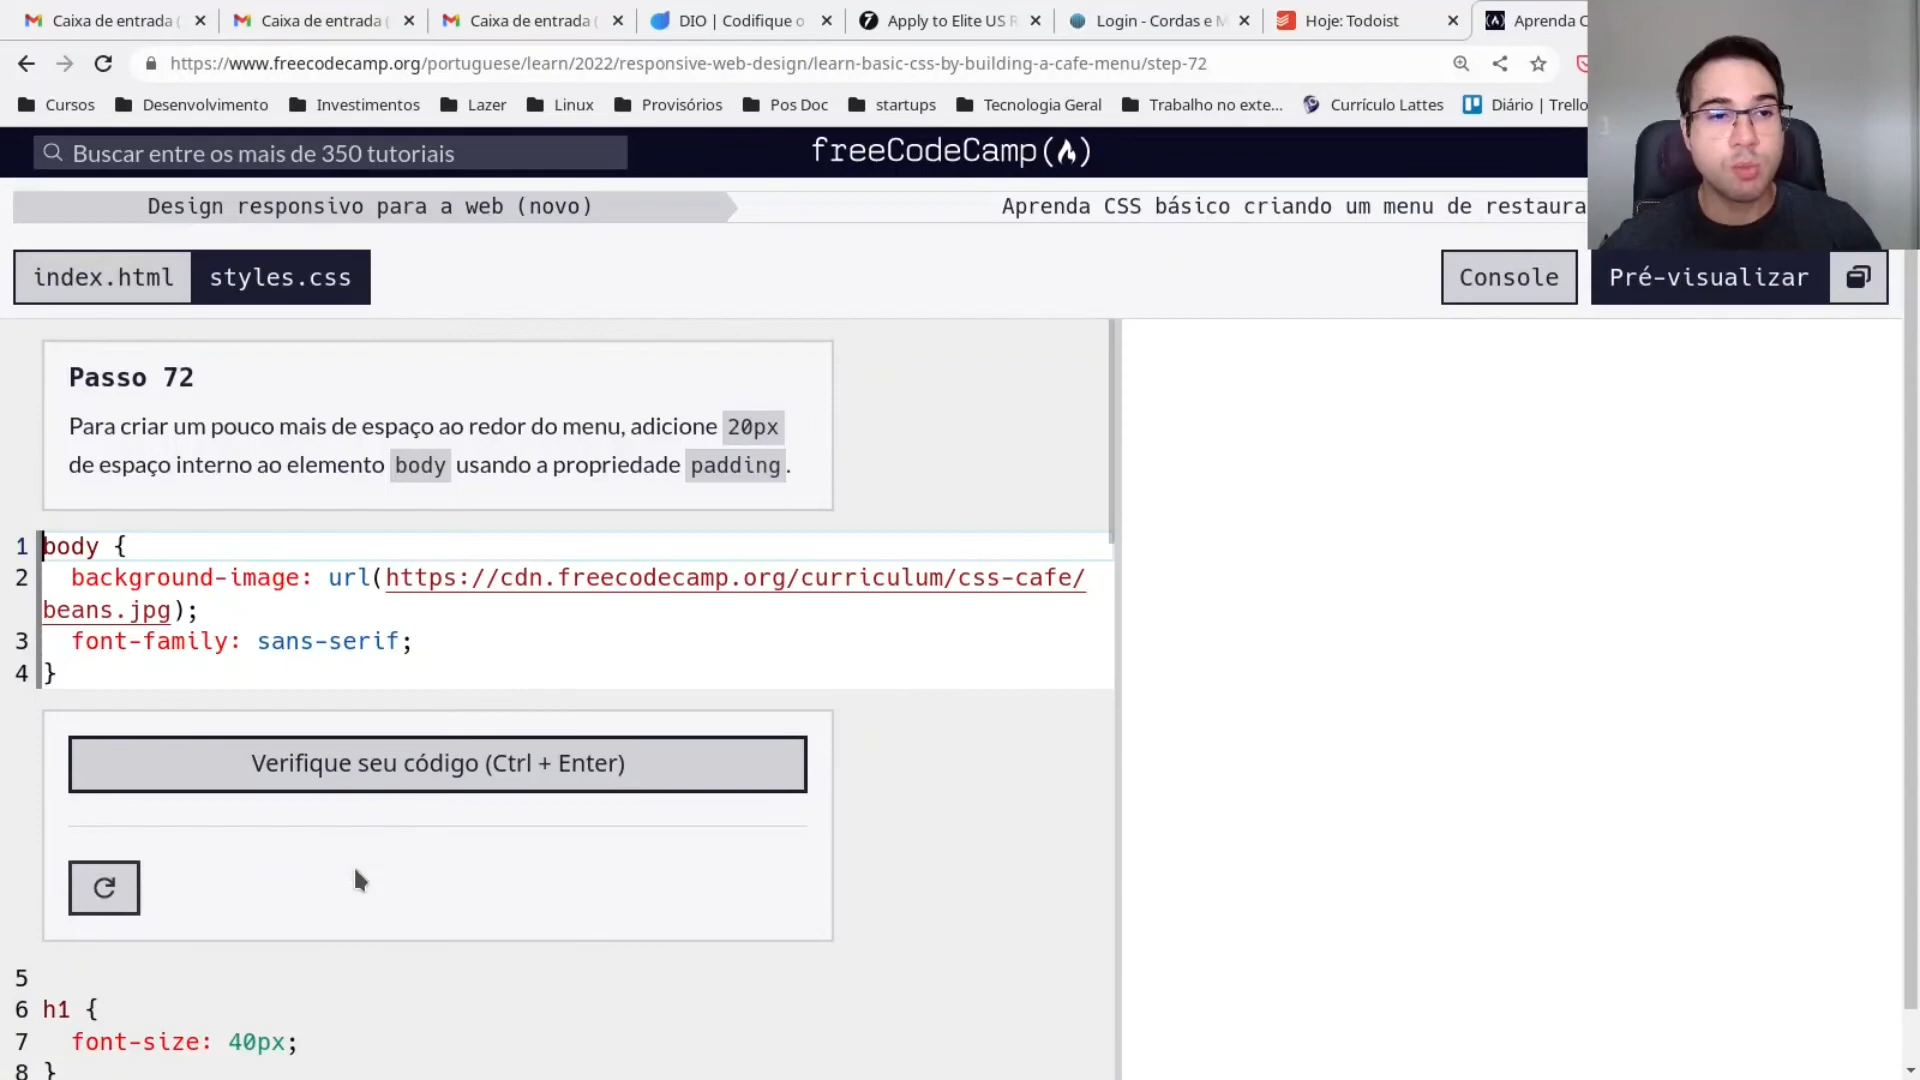 Caixa de entrada (
Caixa de entrada (
Caixa de entrada (
DIO | Codifique o
Apply to Elite US R
Login - Cordas e M
Hoje: Todoist
Aprenda C
https://www.freecodecamp.org/portuguese/learn/2022/responsive-web-design/learn-basic-css-by-building-a-cafe-menu/step-72
Cursos
Desenvolvimento
Investimentos
Lazer
Linux
Provisórios
Pos Doc
startups
Tecnologia Geral
Trabalho no exte...
Currículo Lattes
Diário | Trello
Buscar entre os mais de 350 tutoriais
freeCodeCamp
Design responsivo para a web (novo)
Aprenda CSS básico criando um menu de restaura
index.html
styles.css
Console
Pré-visualizar
Passo 72
Para criar um pouco mais de espaço ao redor do menu, adicione 20px
de espaço interno ao elemento body usando a propriedade padding.
1 body {
2 background-image: url(https://cdn.freecodecamp.org/curriculum/css-cafe/
beans.jpg);
3 font-family: sans-serif;
4 }
Verifique seu código (Ctrl + Enter)
5
6 h1 {
7 font-size: 40px;
8 }